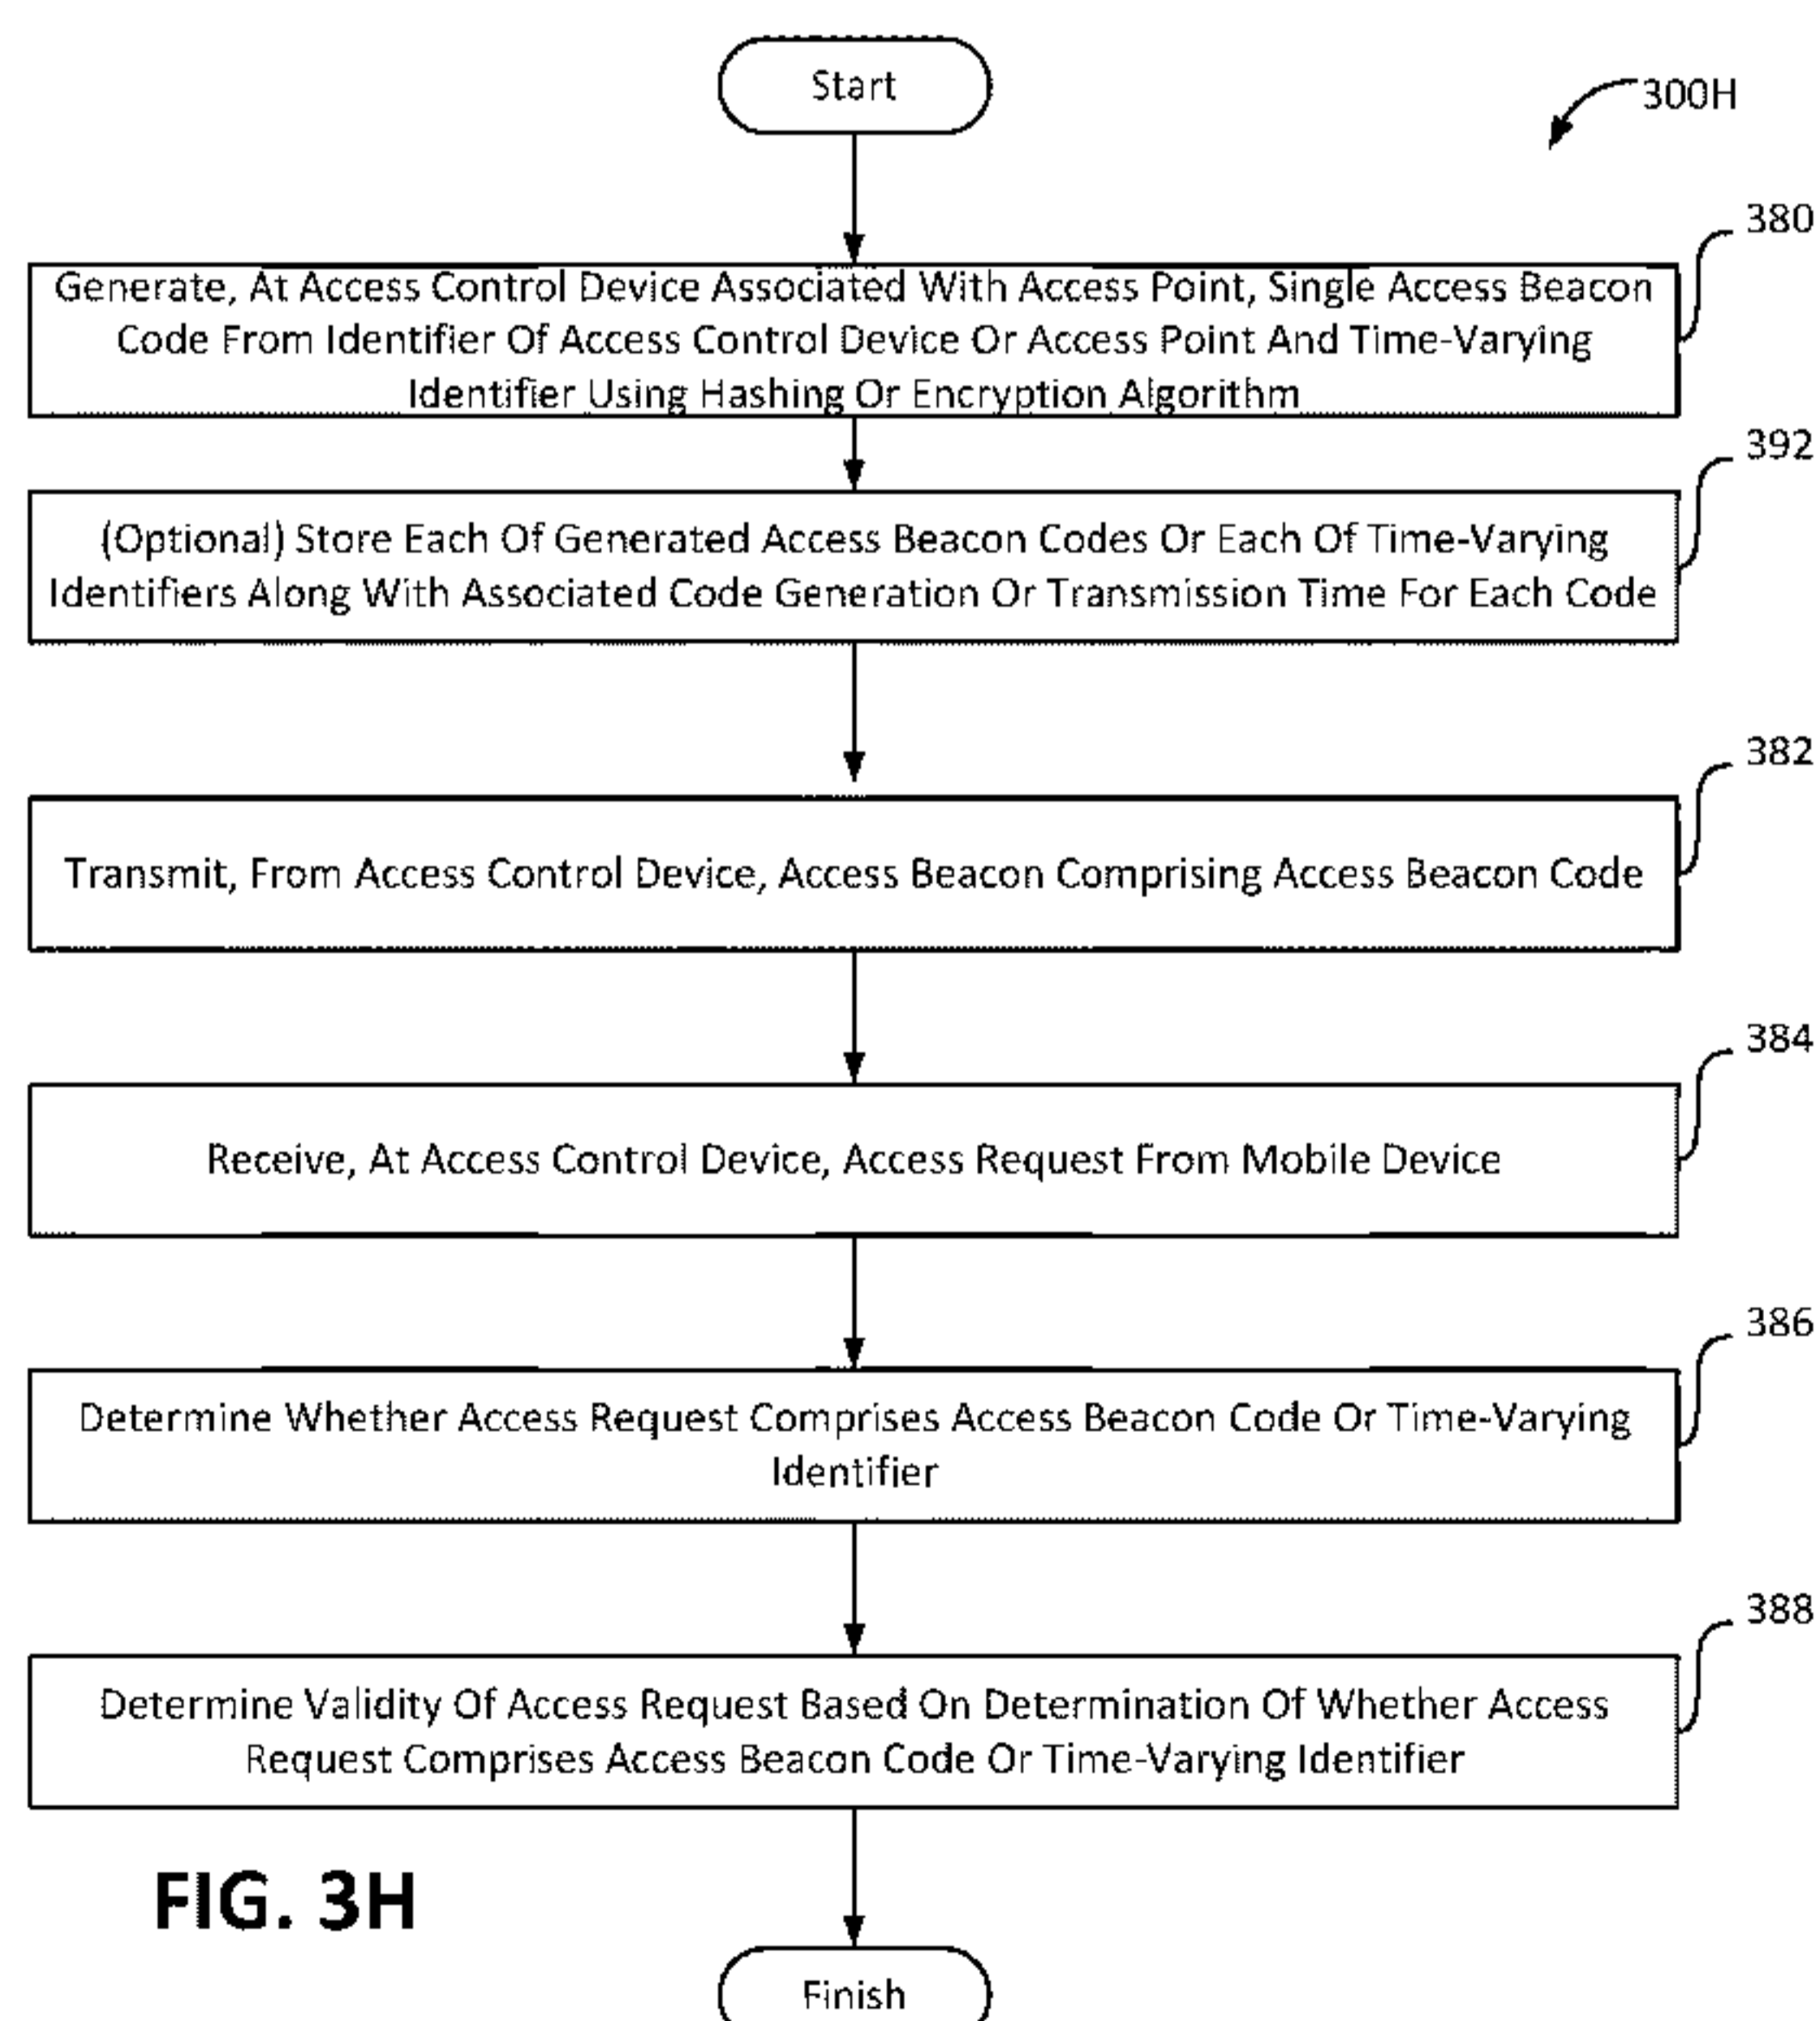 Start
300H
380
Generate, At Access Control Device Associated With Access Point, Single Access Beacon
Code From Identifier Of Access Control Device Or Access Point And Time-Varying
Identifier Using Hashing Or Encryption Algorithm
392
(Optional) Store Each Of Generated Access Beacon Codes Or Each Of Time-Varying
Identifiers Along With Associated Code Generation Or Transmission Time For Each Code
382
Transmit, From Access Control Device, Access Beacon Comprising Access Beacon Code
384
Receive, At Access Control Device, Access Request From Mobile Device
386
Determine Whether Access Request Comprises Access Beacon Code Or Time-Varying
Identifier
388
Determine Validity Of Access Request Based On Determination Of Whether Access
Request Comprises Access Beacon Code Or Time-Varying Identifier
FIG. 3H
Finish